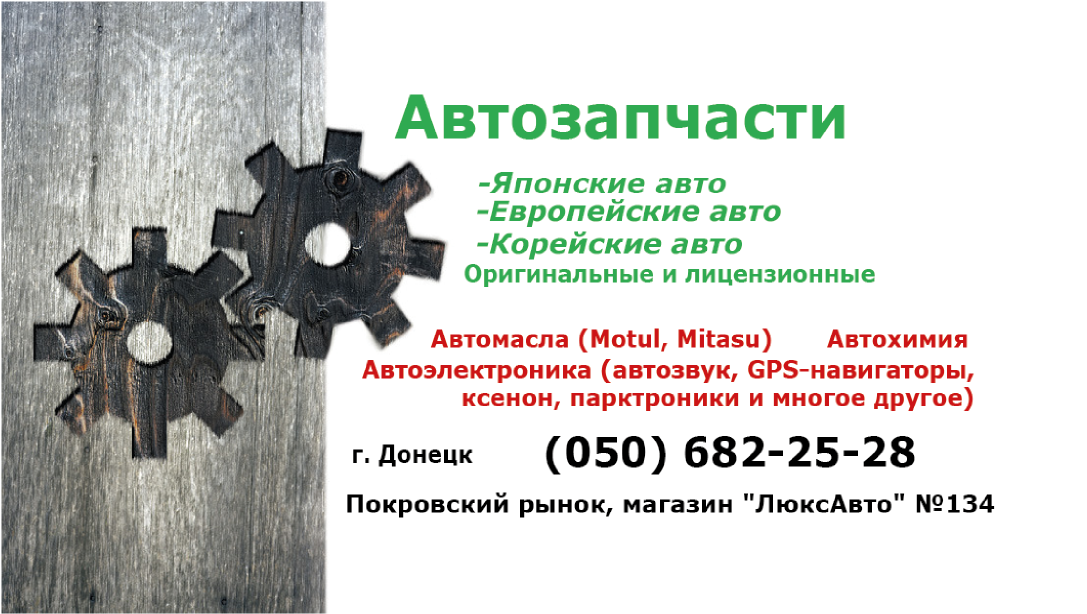 Автозапчасти
-Японские авто
-Европейские авто
-Корейские авто
Оригинальные и лицензионные
Автомасла (Motul, Mitasu) Автохимия
Автоэлектроника (автозвук, GPS-навигаторы,
ксенон, парктроники и многое другое)
г. Донецк (050) 682-25-28
Покровский рынок, магазин "ЛюксАвто" №134